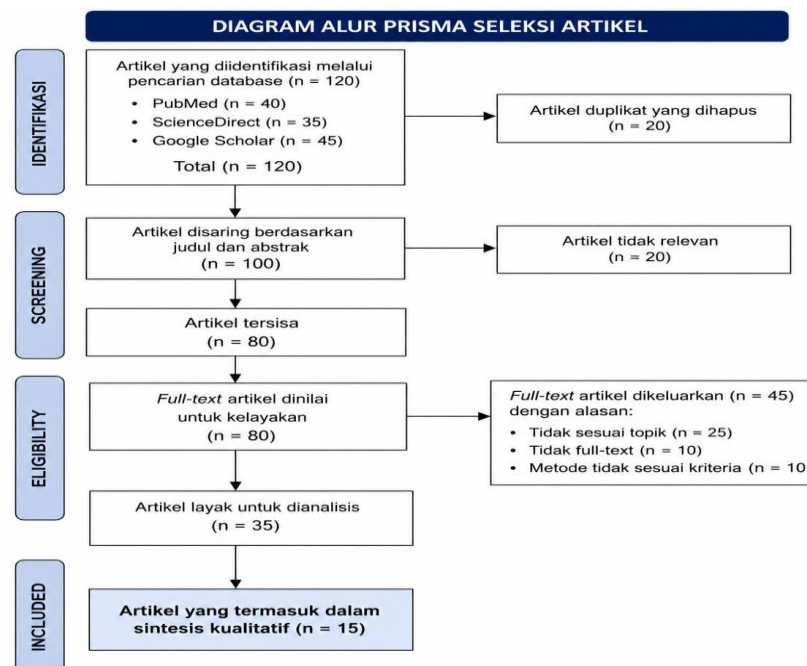 DIAGRAM ALUR PRISMA SELEKSI ARTIKEL
IDENTIFIKASI
Artikel yang diidentifikasi melalui
pencarian database (n = 120)
• PubMed (n = 40)
• ScienceDirect (n = 35)
• Google Scholar (n = 45)
Total (n = 120)
Artikel duplikat yang dihapus
(n = 20)
SCREENING
Artikel disaring berdasarkan
judul dan abstrak
(n = 100)
Artikel tidak relevan
(n = 20)
Artikel tersisa
(n = 80)
ELIGIBILITY
Full-text artikel dinilai
untuk kelayakan
(n = 80)
Full-text artikel dikeluarkan (n = 45)
dengan alasan:
• Tidak sesuai topik (n = 25)
• Tidak full-text (n = 10)
• Metode tidak sesuai kriteria (n = 10
Artikel layak untuk dianalisis
(n = 35)
INCLUDED
Artikel yang termasuk dalam
sintesis kualitatif (n = 15)